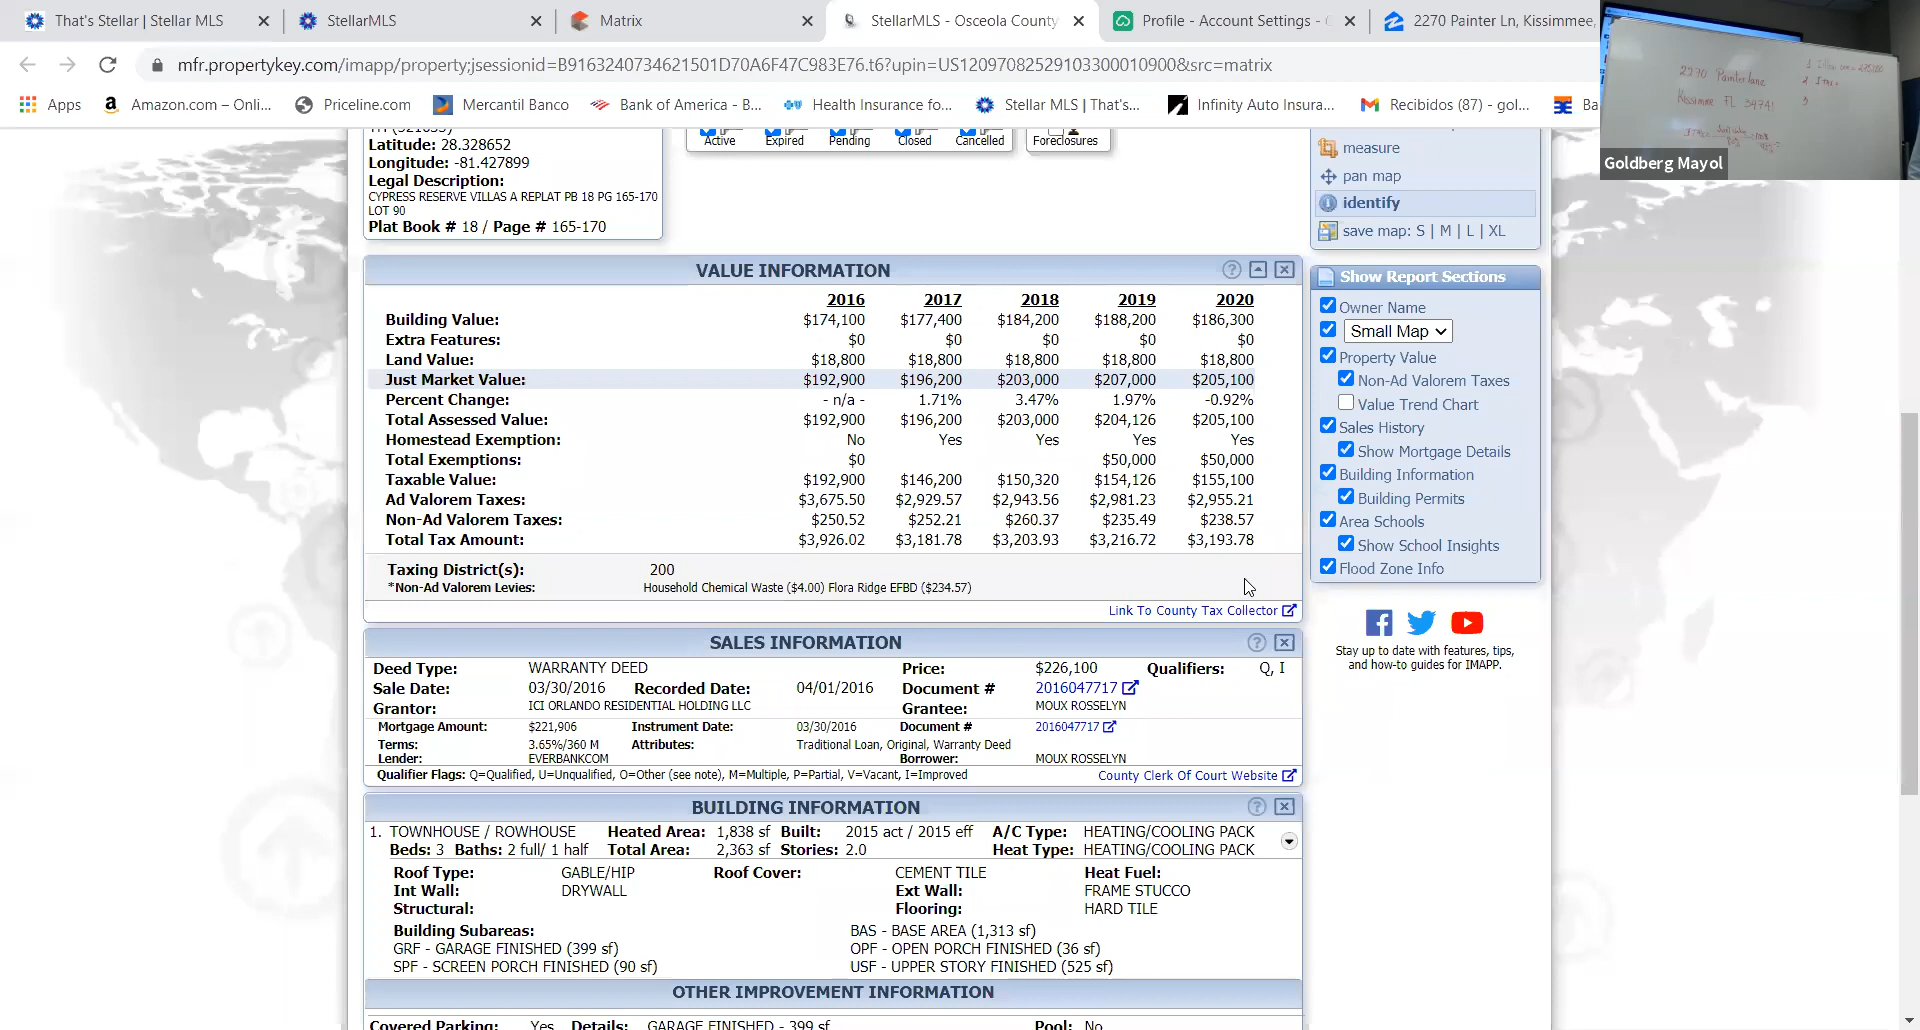 That's Stellar | Stellar MLS
StellarMLS
Matrix
StellarMLS - Osceola County
Profile - Account Settings -
2270 Painter Ln, Kissimmee,
mfr.propertykey.com/imapp/property;jsessionid=B9163240734621501D70A6F47C983E76.t6?upin=US12097082529103300010900&src=matrix
Apps Amazon.com – Onli... Priceline.com Mercantil Banco Bank of America - B... Health Insurance fo... Stellar MLS | That's... Infinity Auto Insura... Recibidos (87) - gol... Ba
2270 Painter Lane
Kissimmee FL 34741
Goldberg Mayol
Latitude: 28.328652
Longitude: -81.427899
Legal Description:
CYPRESS RESERVE VILLAS A REPLAT PB 18 PG 165-170
LOT 90
Plat Book # 18 / Page # 165-170
Active Expired Pending Closed Cancelled Foreclosures
measure
pan map
identify
save map: S | M | L | XL
VALUE INFORMATION
2016 2017 2018 2019 2020
Building Value: $174,100 $177,400 $184,200 $188,200 $186,300
Extra Features: $0 $0 $0 $0 $0
Land Value: $18,800 $18,800 $18,800 $18,800 $18,800
Just Market Value: $192,900 $196,200 $203,000 $207,000 $205,100
Percent Change: - n/a - 1.71% 3.47% 1.97% -0.92%
Total Assessed Value: $192,900 $196,200 $203,000 $204,126 $205,100
Homestead Exemption: No Yes Yes Yes Yes
Total Exemptions: $0 $50,000 $50,000
Taxable Value: $192,900 $146,200 $150,320 $154,126 $155,100
Ad Valorem Taxes: $3,675.50 $2,929.57 $2,943.56 $2,981.23 $2,955.21
Non-Ad Valorem Taxes: $250.52 $252.21 $260.37 $235.49 $238.57
Total Tax Amount: $3,926.02 $3,181.78 $3,203.93 $3,216.72 $3,193.78
Taxing District(s): 200
*Non-Ad Valorem Levies: Household Chemical Waste ($4.00) Flora Ridge EFBD ($234.57)
Link To County Tax Collector
Show Report Sections
Owner Name
Small Map
Property Value
Non-Ad Valorem Taxes
Value Trend Chart
Sales History
Show Mortgage Details
Building Information
Building Permits
Area Schools
Show School Insights
Flood Zone Info
Stay up to date with features, tips,
and how-to guides for IMAPP.
SALES INFORMATION
Deed Type: WARRANTY DEED Price: $226,100 Qualifiers: Q, I
Sale Date: 03/30/2016 Recorded Date: 04/01/2016 Document # 2016047717
Grantor: ICI ORLANDO RESIDENTIAL HOLDING LLC Grantee: MOUX ROSSELYN
Mortgage Amount: $221,906 Instrument Date: 03/30/2016 Document # 2016047717
Terms: 3.65%/360 M Attributes: Traditional Loan, Original, Warranty Deed
Lender: EVERBANKCOM Borrower: MOUX ROSSELYN
Qualifier Flags: Q=Qualified, U=Unqualified, O=Other (see note), M=Multiple, P=Partial, V=Vacant, I=Improved County Clerk Of Court Website
BUILDING INFORMATION
1. TOWNHOUSE / ROWHOUSE Heated Area: 1,838 sf Built: 2015 act / 2015 eff A/C Type: HEATING/COOLING PACK
Beds: 3 Baths: 2 full/ 1 half Total Area: 2,363 sf Stories: 2.0 Heat Type: HEATING/COOLING PACK
Roof Type: GABLE/HIP Roof Cover: CEMENT TILE Heat Fuel:
Int Wall: DRYWALL Ext Wall: FRAME STUCCO
Structural: Flooring: HARD TILE
Building Subareas: BAS - BASE AREA (1,313 sf)
GRF - GARAGE FINISHED (399 sf) OPF - OPEN PORCH FINISHED (36 sf)
SPF - SCREEN PORCH FINISHED (90 sf) USF - UPPER STORY FINISHED (525 sf)
OTHER IMPROVEMENT INFORMATION
Covered Parking: Yes Details: GARAGE FINISHED - 399 sf Pool: No